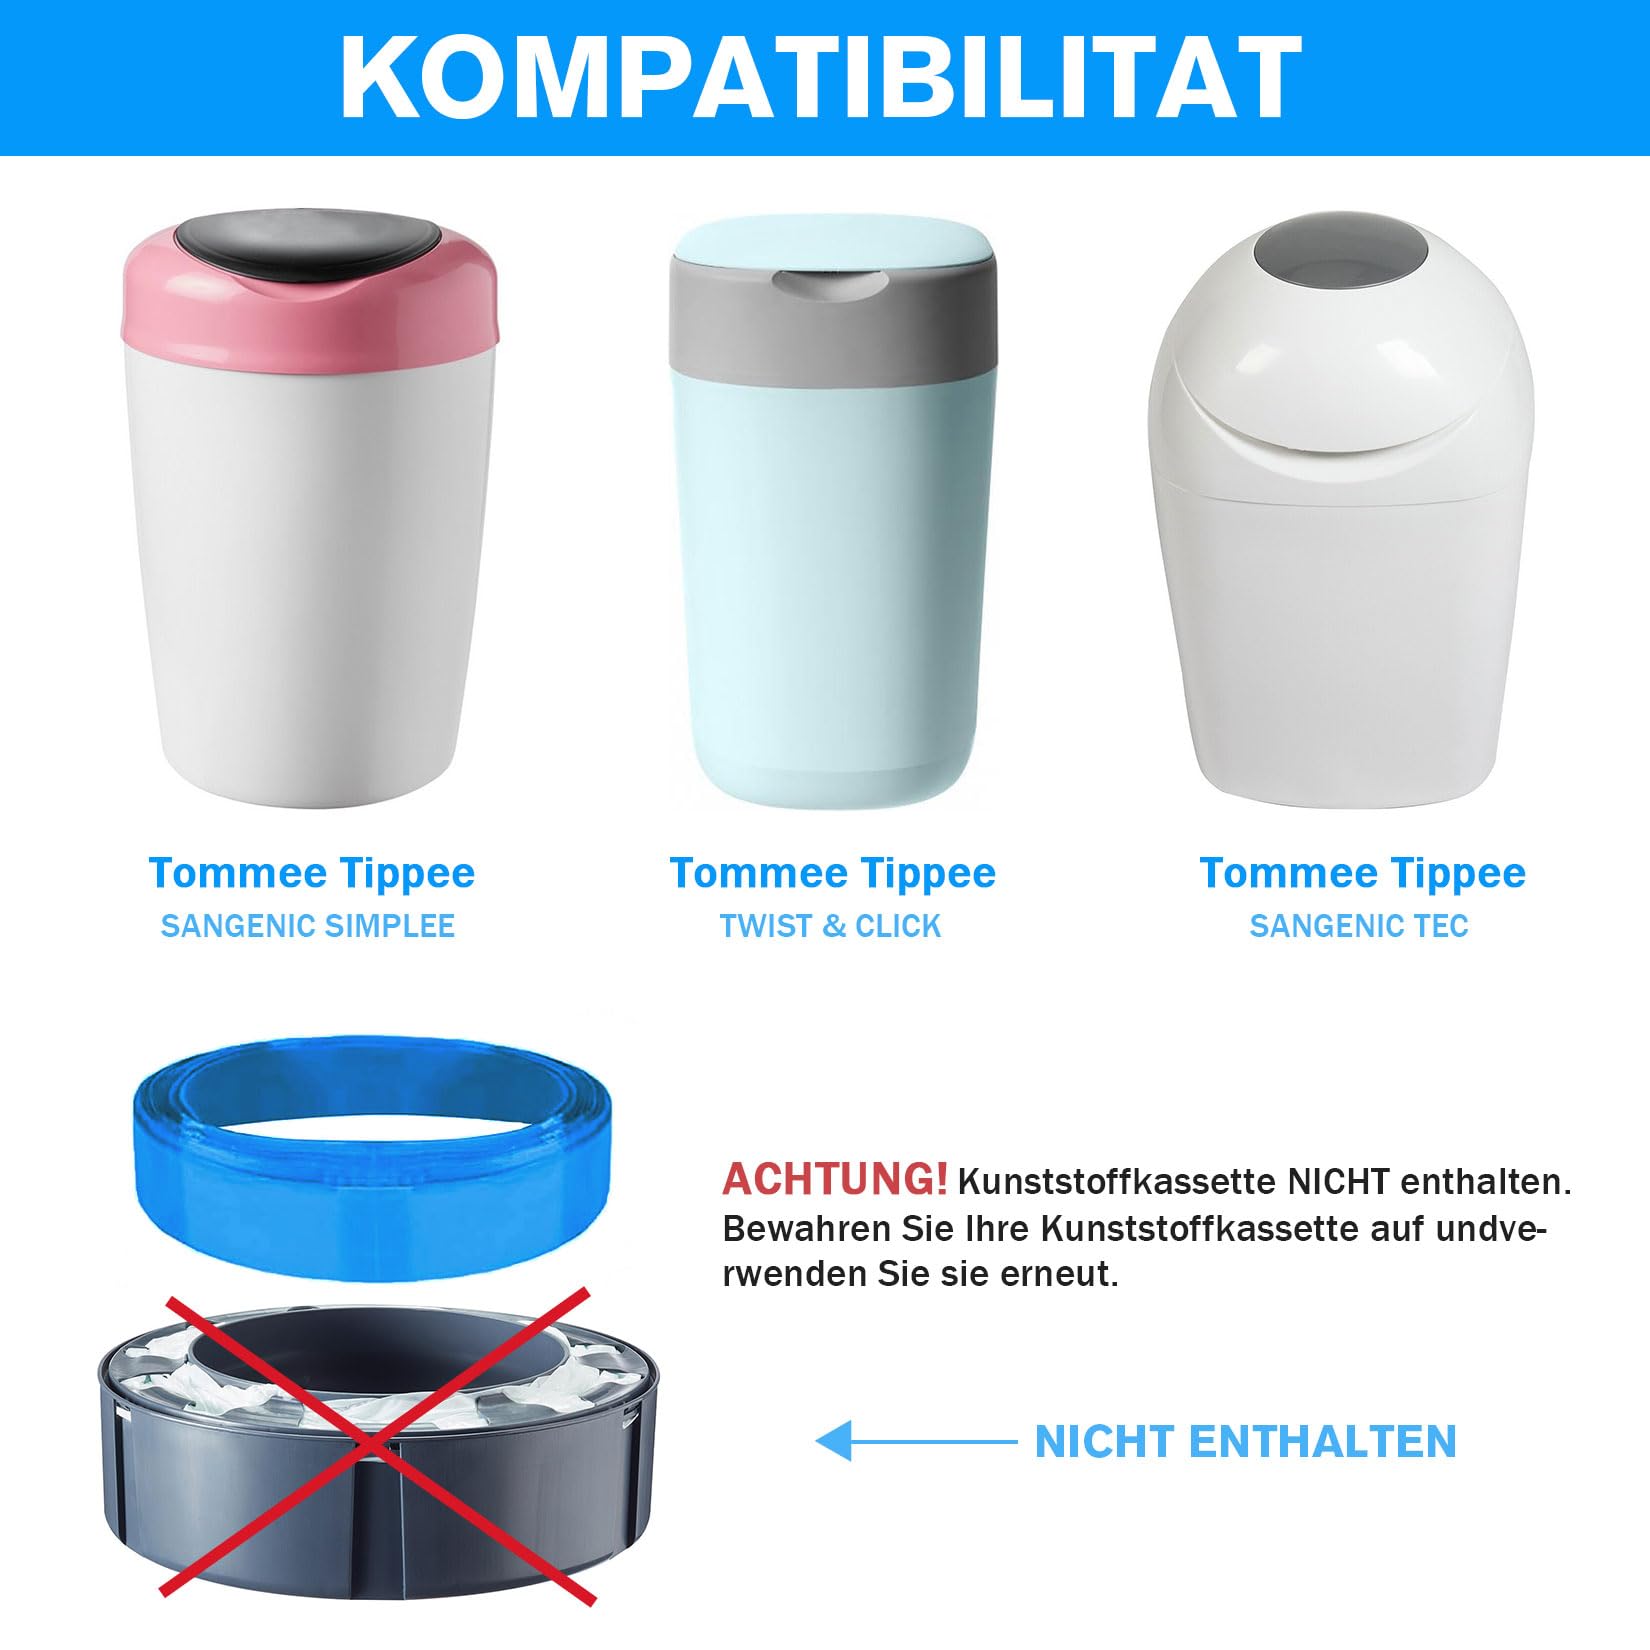 KOMPATIBILITAT
Tommee Tippee
SANGENIC SIMPLEE
Tommee Tippee
TWIST & CLICK
Tommee Tippee
SANGENIC TEC
ACHTUNG! Kunststoffkassette NICHT enthalten.
Bewahren Sie Ihre Kunststoffkassette auf undve-
rwenden Sie sie erneut.
NICHT ENTHALTEN